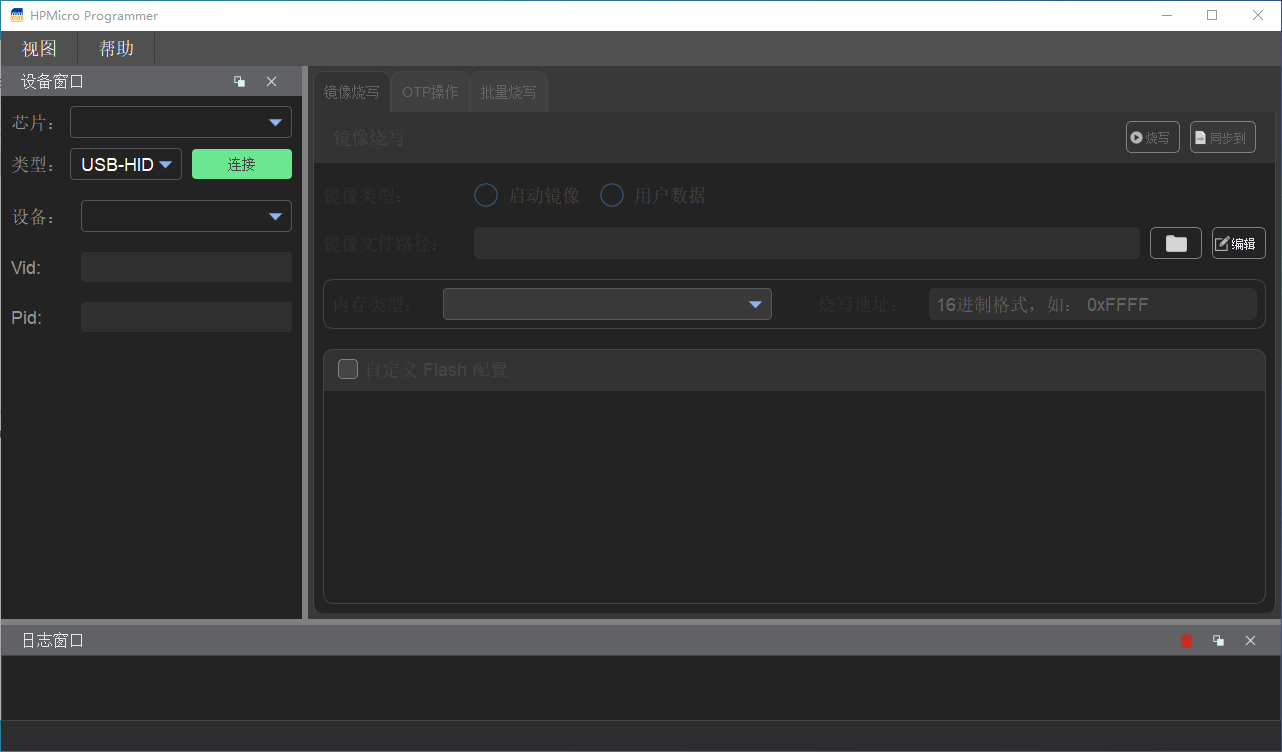 HPMicro Programmer
视图 帮助
设备窗口
芯片：
类型： USB-HID 连接
设备：
Vid:
Pid:
镜像烧写 OTP操作 批量烧写
镜像烧写 烧写 同步到
镜像类型： 启动镜像 用户数据
镜像文件路径： 编辑
内存类型： 烧写地址： 16进制格式，如： 0xFFFF
自定义 Flash 配置
日志窗口